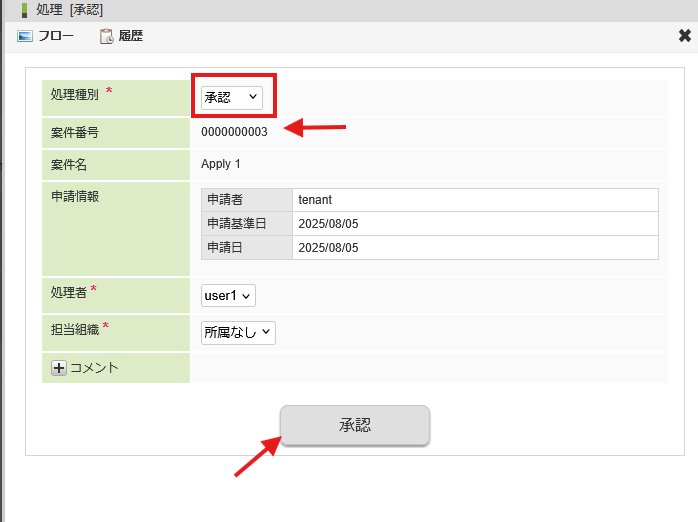 処理 [承認]
フロー 履歴
処理種別 * 承認
案件番号 0000000003
案件名 Apply 1
申請情報 申請者 tenant
申請基準日 2025/08/05
申請日 2025/08/05
処理者 * user1
担当組織 * 所属なし
コメント
承認